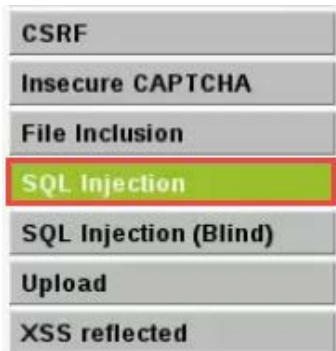 CSRF
Insecure CAPTCHA
File Inclusion
SQL Injection
SQL Injection (Blind)
Upload
XSS reflected